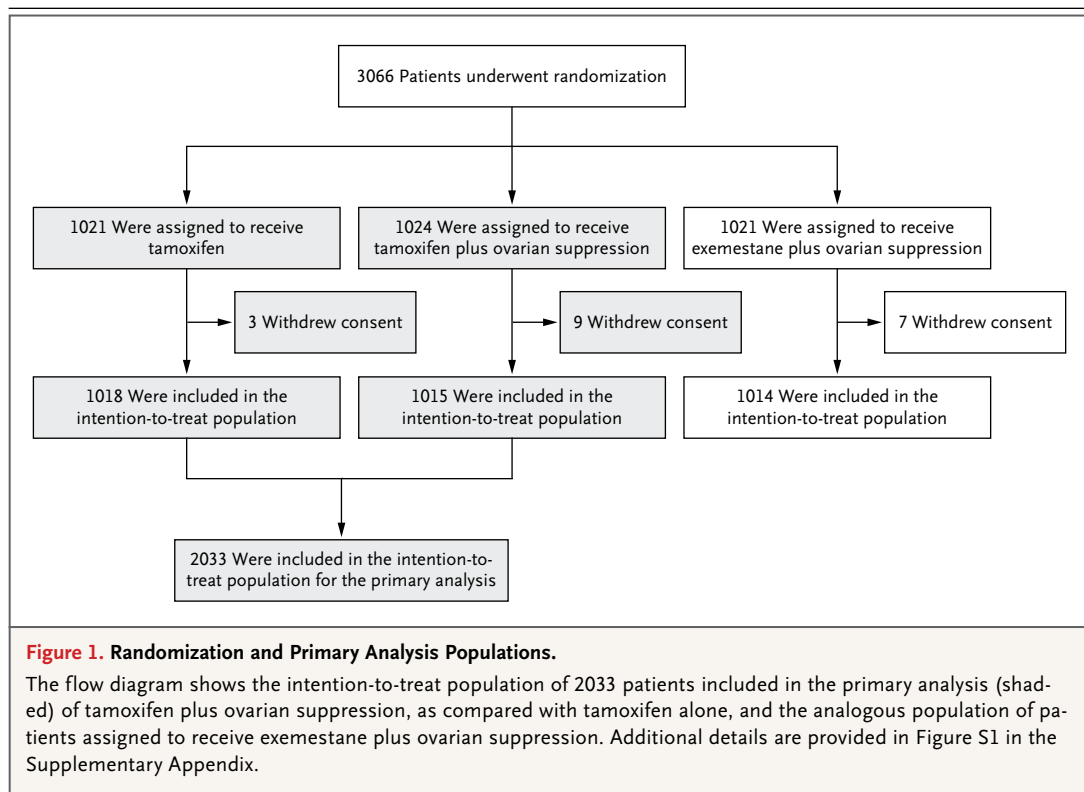 3066 Patients underwent randomization
1021 Were assigned to receive
tamoxifen
1024 Were assigned to receive
tamoxifen plus ovarian suppression
1021 Were assigned to receive
exemestane plus ovarian suppression
3 Withdrew consent
9 Withdrew consent
7 Withdrew consent
1018 Were included in the
intention-to-treat population
1015 Were included in the
intention-to-treat population
1014 Were included in the
intention-to-treat population
2033 Were included in the intention-to-
treat population for the primary analysis
Figure 1. Randomization and Primary Analysis Populations.
The flow diagram shows the intention-to-treat population of 2033 patients included in the primary analysis (shad-
ed) of tamoxifen plus ovarian suppression, as compared with tamoxifen alone, and the analogous population of pa-
tients assigned to receive exemestane plus ovarian suppression. Additional details are provided in Figure S1 in the
Supplementary Appendix.